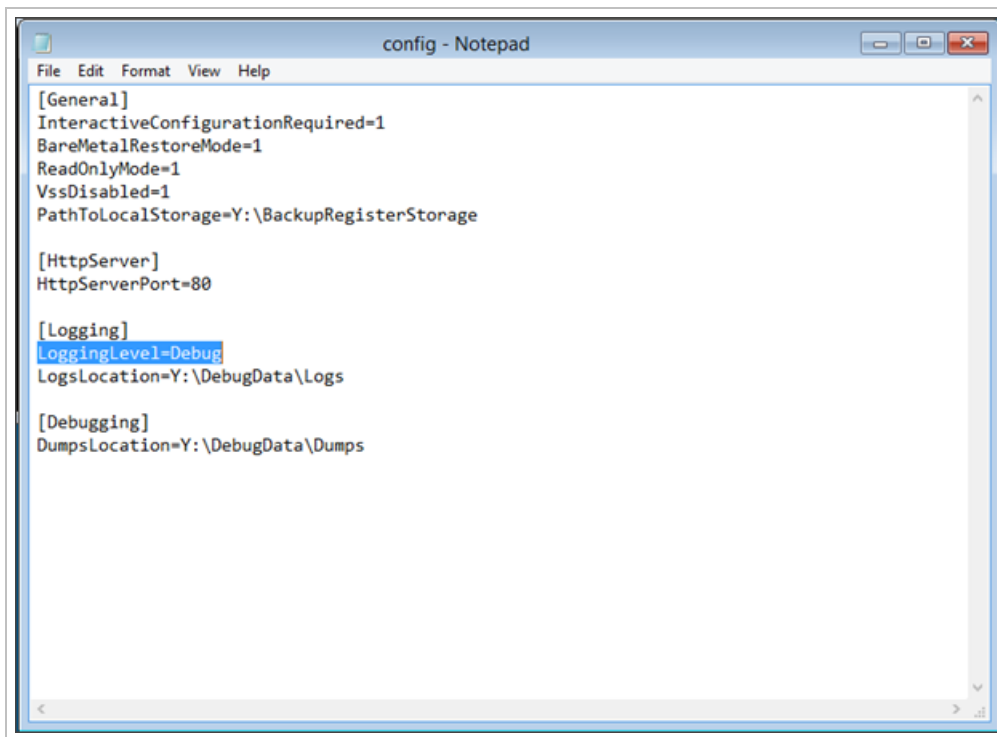 config - Notepad
File Edit Format View Help
[General]
InteractiveConfigurationRequired=1
BareMetalRestoreMode=1
ReadOnlyMode=1
VssDisabled=1
PathToLocalStorage=Y:\BackupRegisterStorage
[HttpServer]
HttpServerPort=80
[Logging]
LoggingLevel=Debug
LogsLocation=Y:\DebugData\Logs
[Debugging]
DumpsLocation=Y:\DebugData\Dumps